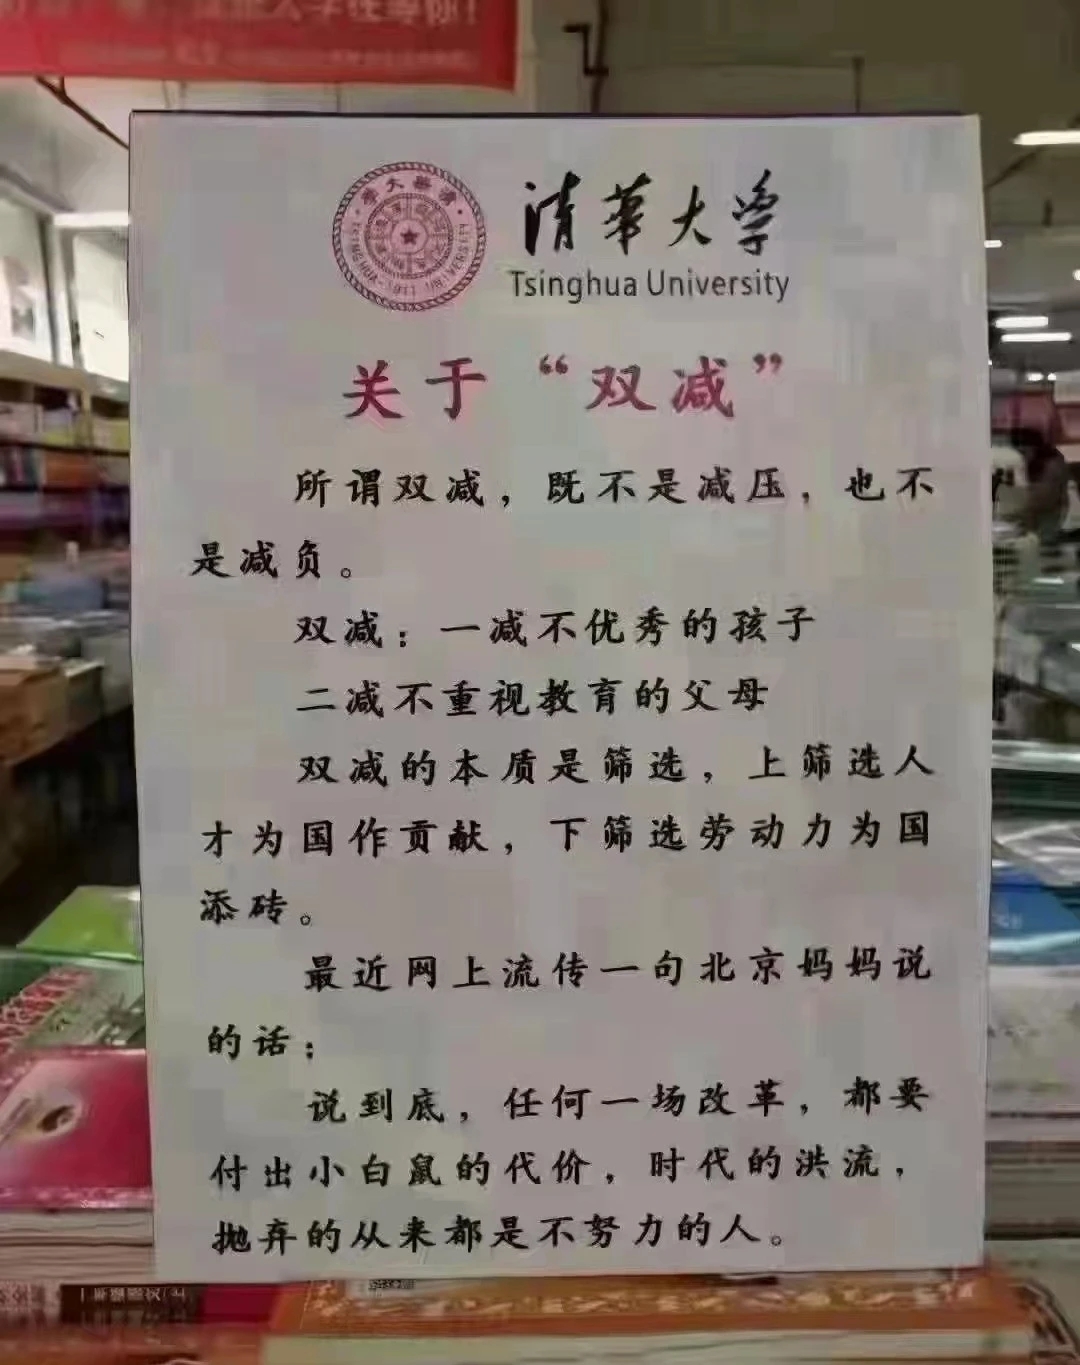 清華大学
Tsinghua University
关于“双减”
所谓双减，既不是减压，也不
是减负。
双减：一减不优秀的孩子
二减不重视教育的父母
双减的本质是筛选，上筛选人
才为国作贡献，下筛选劳动力为国
添砖。
最近网上流传一句北京妈妈说
的话：
说到底，任何一场改革，都要
付出小白鼠的代价，时代的洪流，
抛弃的从来都是不努力的人。